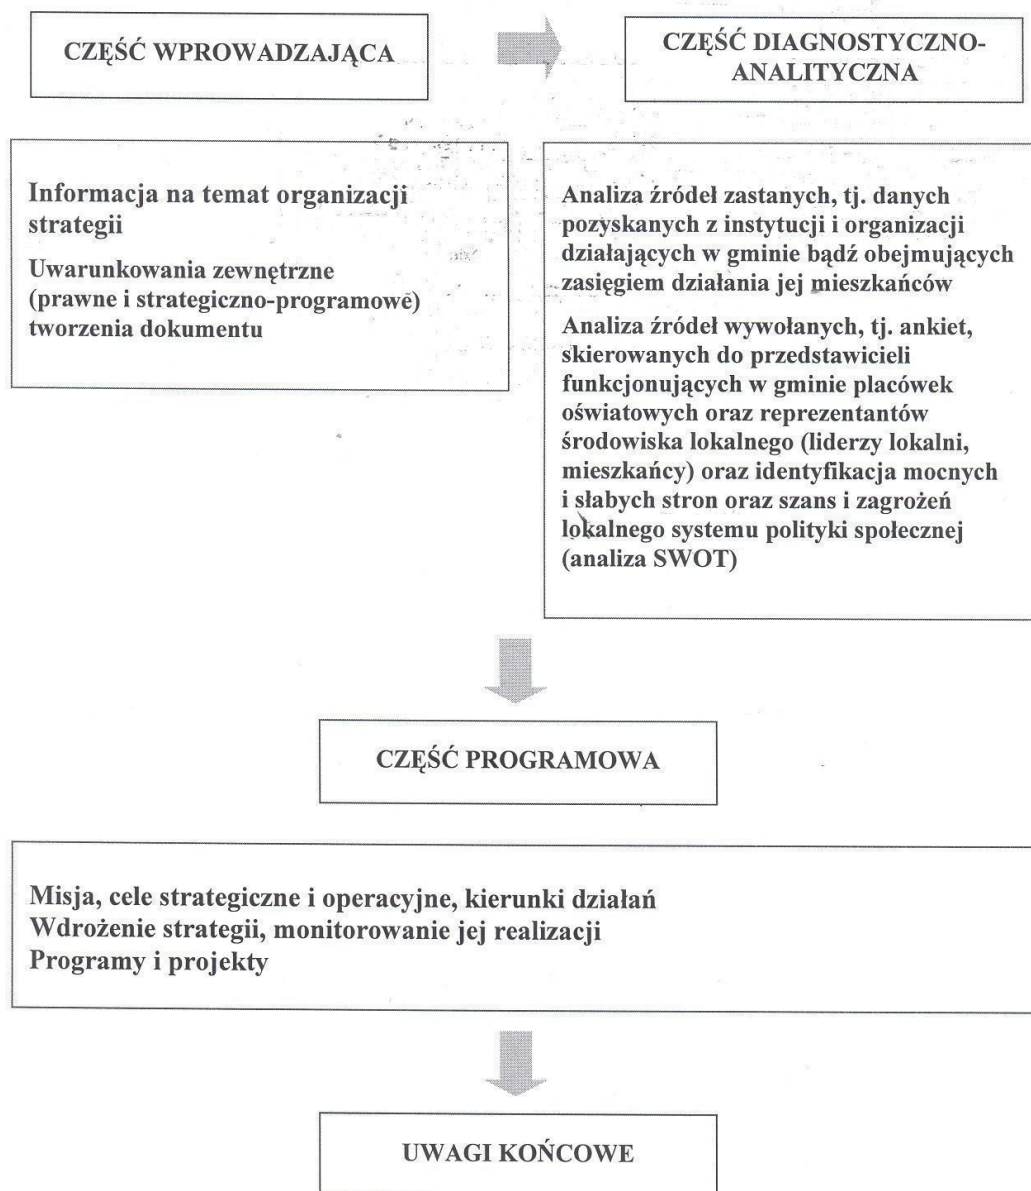 CZĘŚĆ WPROWADZAJĄCA
CZĘŚĆ DIAGNOSTYCZNO-
ANALITYCZNA
Informacja na temat organizacji
strategii
Uwarunkowania zewnętrzne
(prawne i strategiczno-programowe)
tworzenia dokumentu
Analiza źródeł zastanych, tj. danych
pozyskanych z instytucji i organizacji
działających w gminie bądź obejmujących
zasięgiem działania jej mieszkańców
Analiza źródeł wywołanych, tj. ankiet,
skierowanych do przedstawicieli
funkcjonujących w gminie placówek
oświatowych oraz reprezentantów
środowiska lokalnego (liderzy lokalni,
mieszkańcy) oraz identyfikacja mocnych
i słabych stron oraz szans i zagrożeń
lokalnego systemu polityki społecznej
(analiza SWOT)
CZĘŚĆ PROGRAMOWA
Misja, cele strategiczne i operacyjne, kierunki działań
Wdrożenie strategii, monitorowanie jej realizacji
Programy i projekty
UWAGI KOŃCOWE